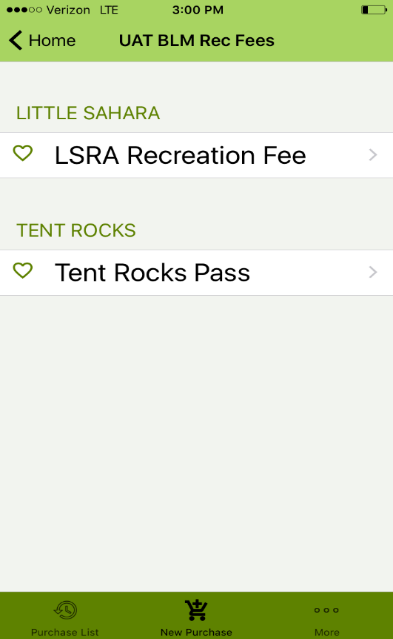 Verizon LTE 3:00 PM
Home UAT BLM Rec Fees
LITTLE SAHARA
LSRA Recreation Fee
TENT ROCKS
Tent Rocks Pass
Purchase List New Purchase More